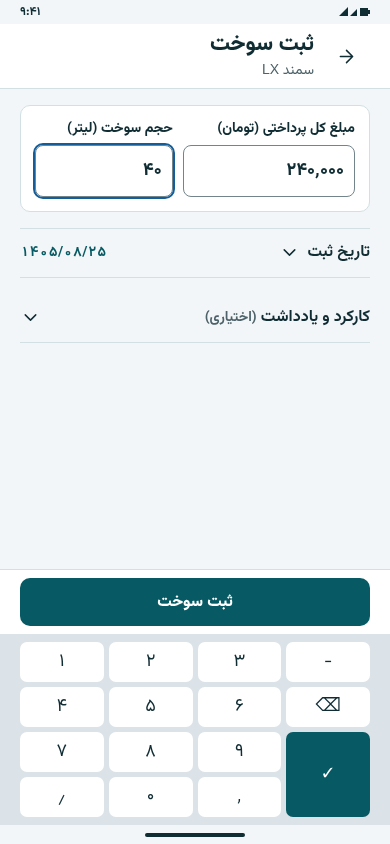 ۹:۴۱
ثبت سوخت
سمند LX
مبلغ کل پرداختی (تومان)
حجم سوخت (لیتر)
۲۴۰,۰۰۰
۴۰
تاریخ ثبت
۱۴۰۵/۰۸/۲۵
کارکرد و یادداشت (اختیاری)
ثبت سوخت
۱ ۲ ۳ -
۴ ۵ ۶ ⌫
۷ ۸ ۹ ✓
/ ۰ ,